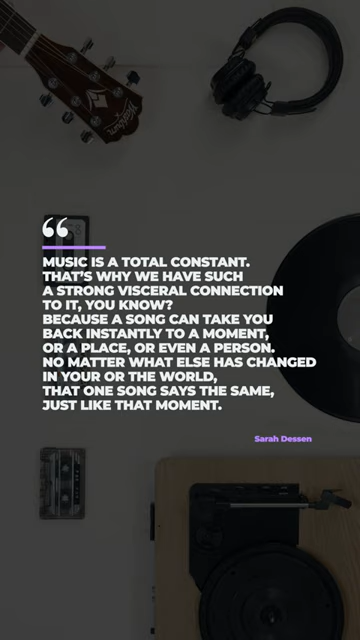 “
MUSIC IS A TOTAL CONSTANT.
THAT'S WHY WE HAVE SUCH
A STRONG VISCERAL CONNECTION
TO IT, YOU KNOW?
BECAUSE A SONG CAN TAKE YOU
BACK INSTANTLY TO A MOMENT,
OR A PLACE, OR EVEN A PERSON.
NO MATTER WHAT ELSE HAS CHANGED
IN YOUR OR THE WORLD,
THAT ONE SONG SAYS THE SAME,
JUST LIKE THAT MOMENT.
Sarah Dessen